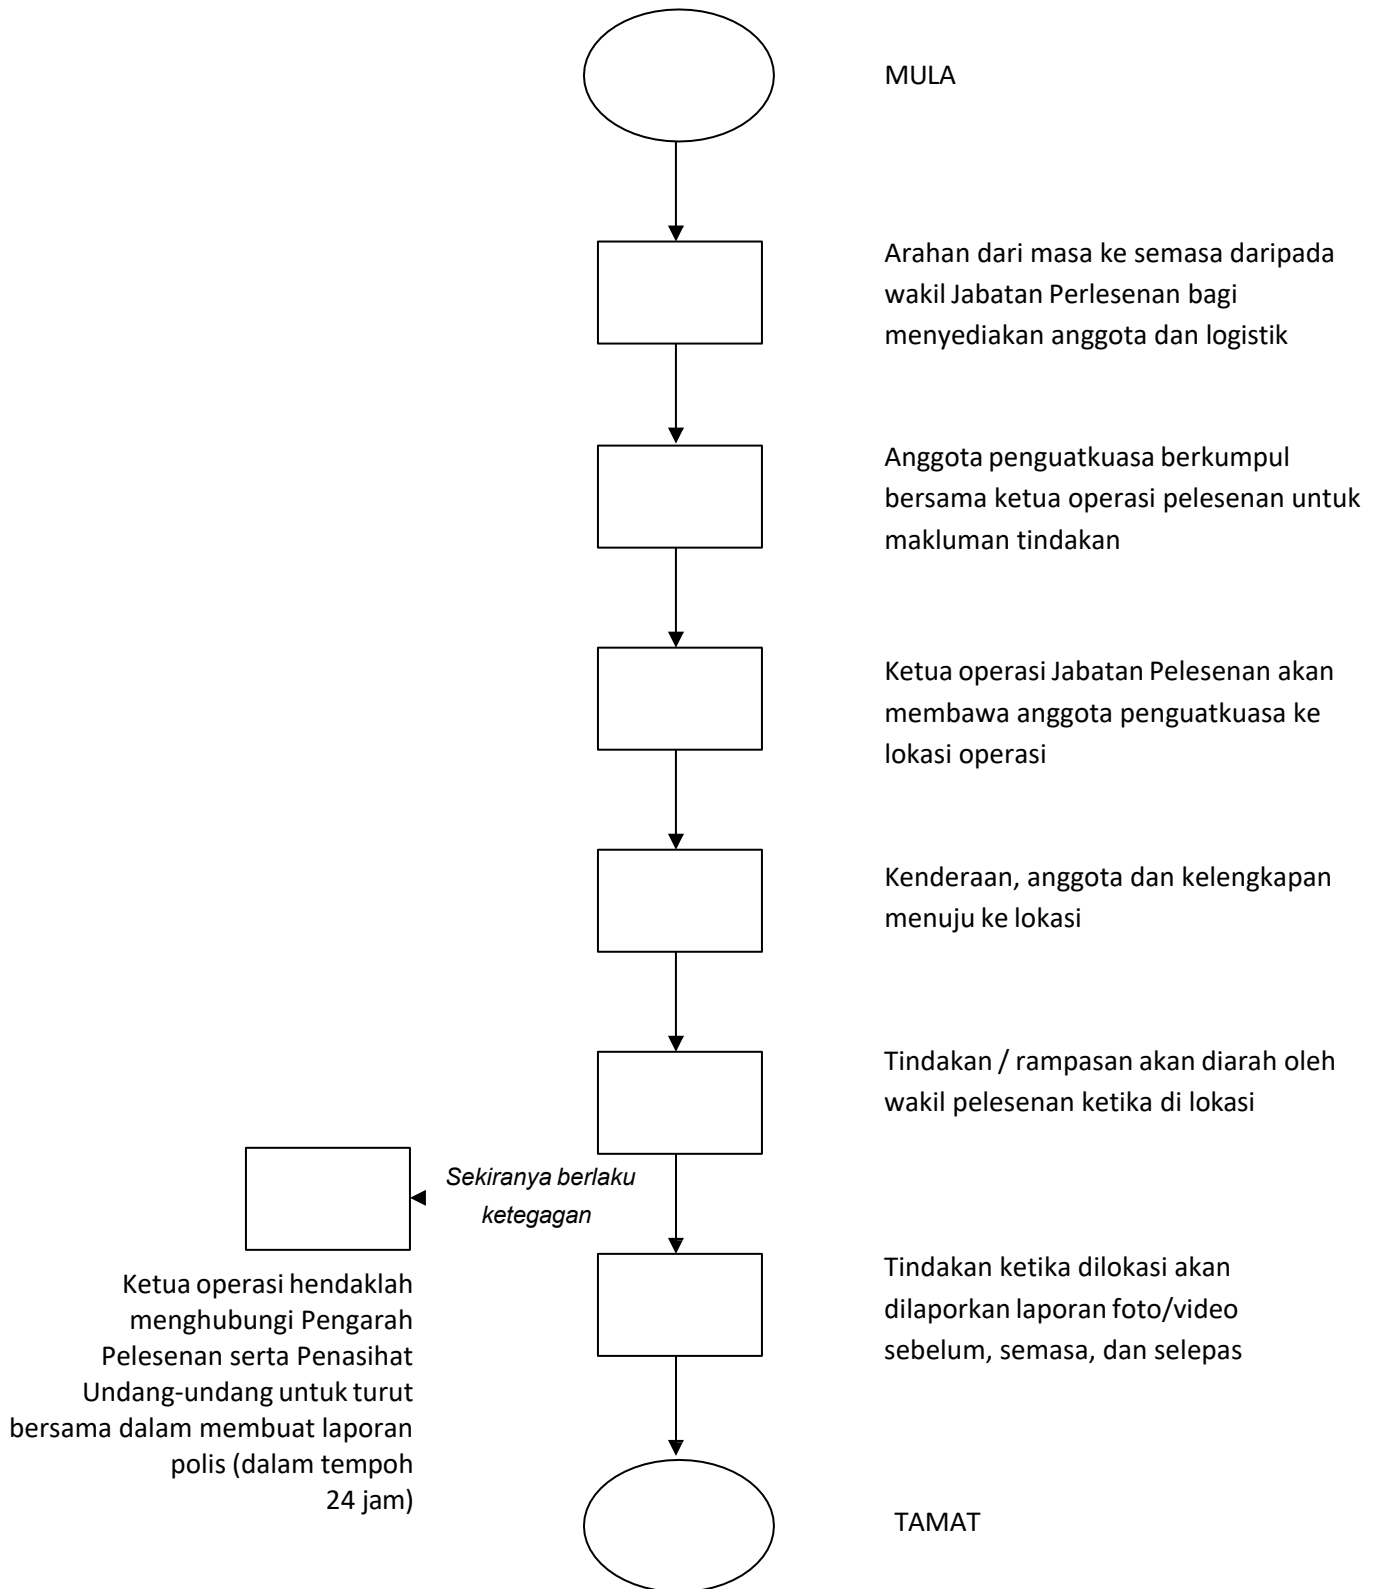 MULA
Arahan dari masa ke semasa daripada
wakil Jabatan Perlesenan bagi
menyediakan anggota dan logistik
Anggota penguatkuasa berkumpul
bersama ketua operasi pelesenan untuk
makluman tindakan
Ketua operasi Jabatan Pelesenan akan
membawa anggota penguatkuasa ke
lokasi operasi
Kenderaan, anggota dan kelengkapan
menuju ke lokasi
Tindakan / rampasan akan diarah oleh
wakil pelesenan ketika di lokasi
Sekiranya berlaku
ketegagan
Ketua operasi hendaklah
menghubungi Pengarah
Pelesenan serta Penasihat
Undang-undang untuk turut
bersama dalam membuat laporan
polis (dalam tempoh
24 jam)
Tindakan ketika dilokasi akan
dilaporkan laporan foto/video
sebelum, semasa, dan selepas
TAMAT